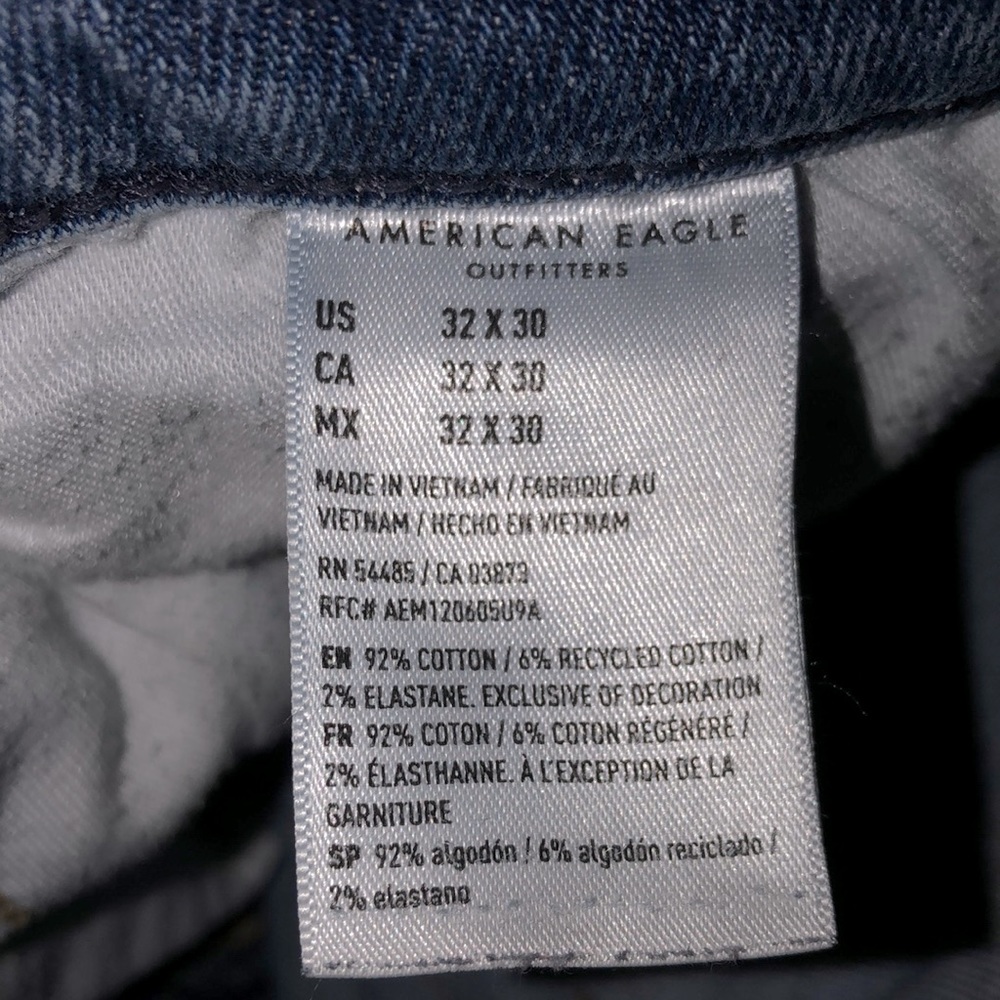 AMERICAN EAGLE
OUTFITTERS
US 32 X 30
CA 32 X 30
MX 32 X 30
MADE IN VIETNAM / FABRIQUÉ AU
VIETNAM / HECHO EN VIETNAM
RN 54485 / CA 03873
RFC# AEM120605U9A
EN 92% COTTON / 6% RECYCLED COTTON /
2% ELASTANE. EXCLUSIVE OF DECORATION
FR 92% COTON / 6% COTON RÉGÉNÉRÉ /
2% ÉLASTHANNE. À L'EXCEPTION DE LA
GARNITURE
SP 92% algodón / 6% algodón reciclado /
2% elastano